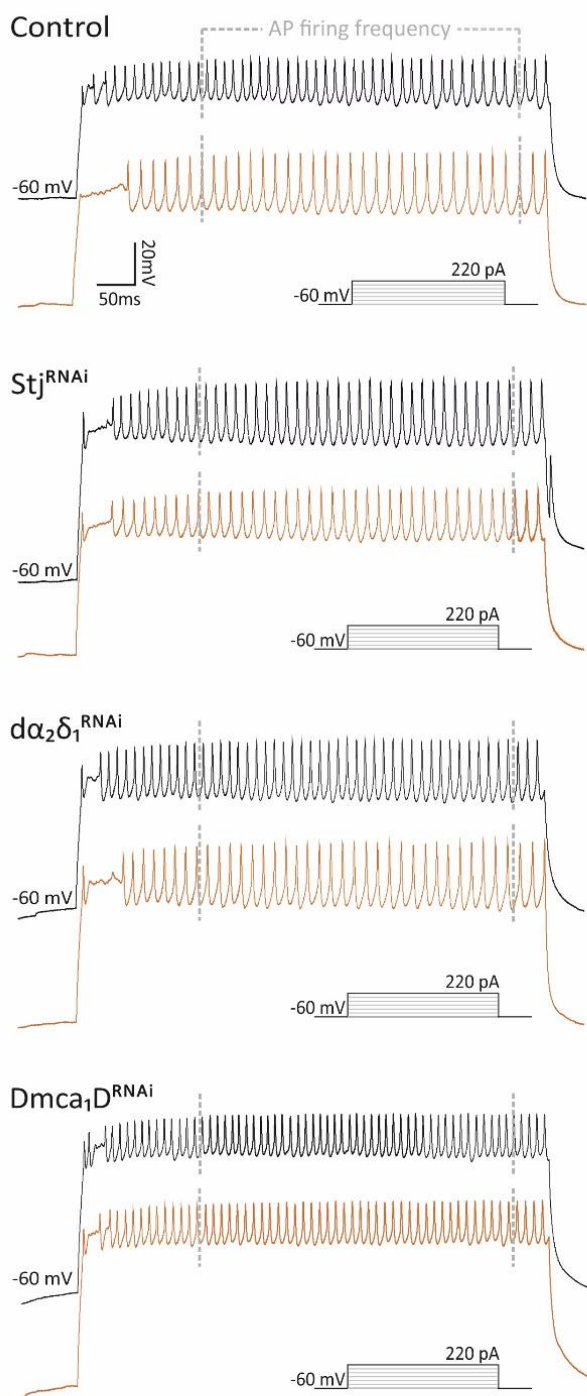 Control
AP firing frequency
-60 mV
20mV
50ms
220 pA
-60 mV
Stj^RNAi
-60 mV
220 pA
-60 mV
dα₂δ₁^RNAi
-60 mV
220 pA
-60 mV
Dmca₁D^RNAi
-60 mV
220 pA
-60 mV